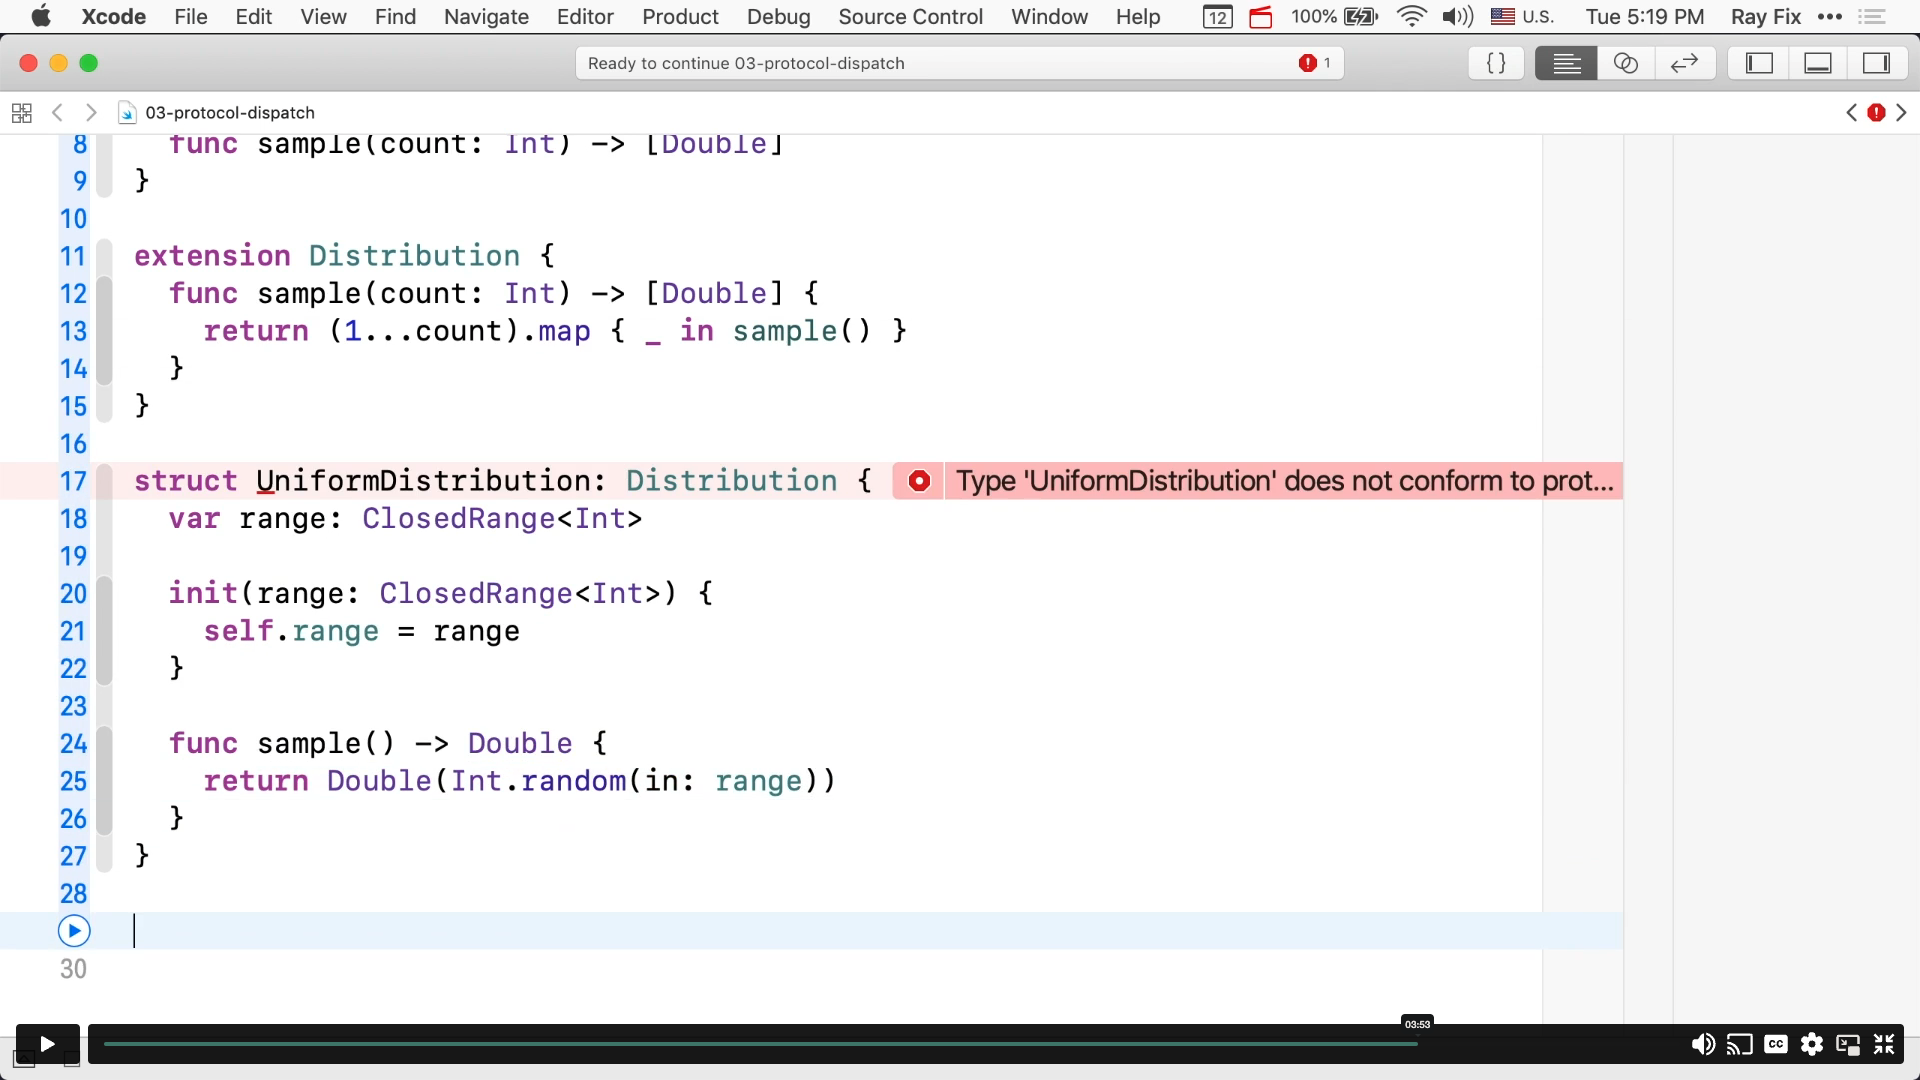 Xcode File Edit View Find Navigate Editor Product Debug Source Control Window Help 12 100% U.S. Tue 5:19 PM Ray Fix
Ready to continue 03-protocol-dispatch 1
03-protocol-dispatch
8 func sample(count: Int) -> [Double]
9 }
10
11 extension Distribution {
12 func sample(count: Int) -> [Double] {
13 return (1...count).map { _ in sample() }
14 }
15 }
16
17 struct UniformDistribution: Distribution { Type 'UniformDistribution' does not conform to prot...
18 var range: ClosedRange<Int>
19
20 init(range: ClosedRange<Int>) {
21 self.range = range
22 }
23
24 func sample() -> Double {
25 return Double(Int.random(in: range))
26 }
27 }
28
30
03:53
CC